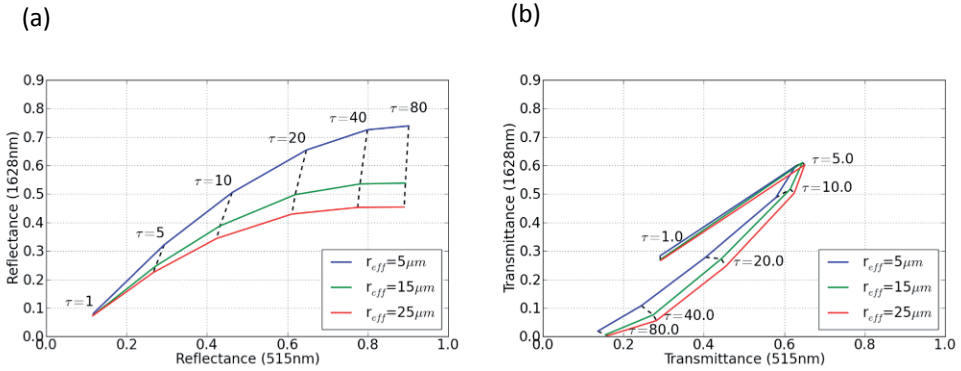 (a)
(b)
0.9
0.8
0.7
0.6
0.5
0.4
0.3
0.2
0.1
0.0
Reflectance (1628nm)
τ=1
τ=5
τ=10
τ=20
τ=40
τ=80
r_eff=5μm
r_eff=15μm
r_eff=25μm
0.0 0.2 0.4 0.6 0.8 1.0
Reflectance (515nm)
0.9
0.8
0.7
0.6
0.5
0.4
0.3
0.2
0.1
0.0
Transmittance (1628nm)
τ=5.0
τ=10.0
τ=1.0
τ=20.0
τ=40.0
τ=80.0
r_eff=5μm
r_eff=15μm
r_eff=25μm
0.0 0.2 0.4 0.6 0.8 1.0
Transmittance (515nm)